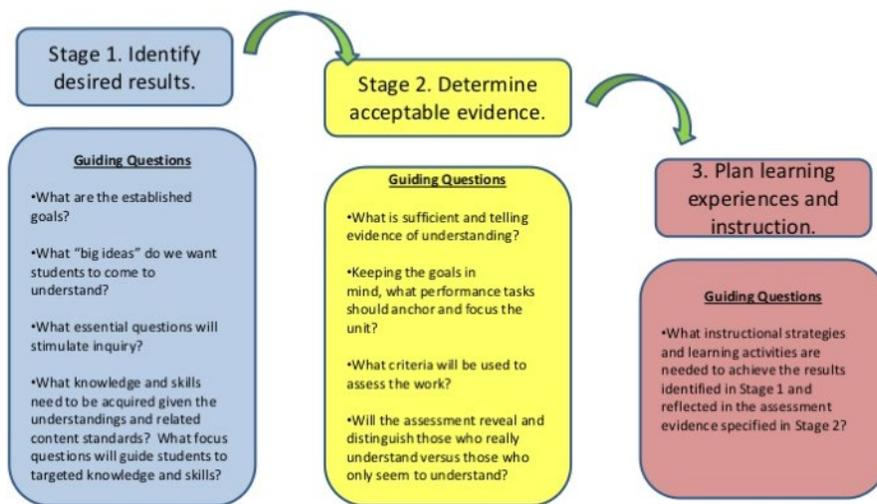 Stage 1. Identify
desired results.
Guiding Questions
•What are the established
goals?
•What “big ideas” do we want
students to come to
understand?
•What essential questions will
stimulate inquiry?
•What knowledge and skills
need to be acquired given the
understandings and related
content standards?  What focus
questions will guide students to
targeted knowledge and skills?
Stage 2. Determine
acceptable evidence.
Guiding Questions
•What is sufficient and telling
evidence of understanding?
•Keeping the goals in
mind, what performance tasks
should anchor and focus the
unit?
•What criteria will be used to
assess the work?
•Will the assessment reveal and
distinguish those who really
understand versus those who
only seem to understand?
3. Plan learning
experiences and
instruction.
Guiding Questions
•What instructional strategies
and learning activities are
needed to achieve the results
identified in Stage 1 and
reflected in the assessment
evidence specified in Stage 2?